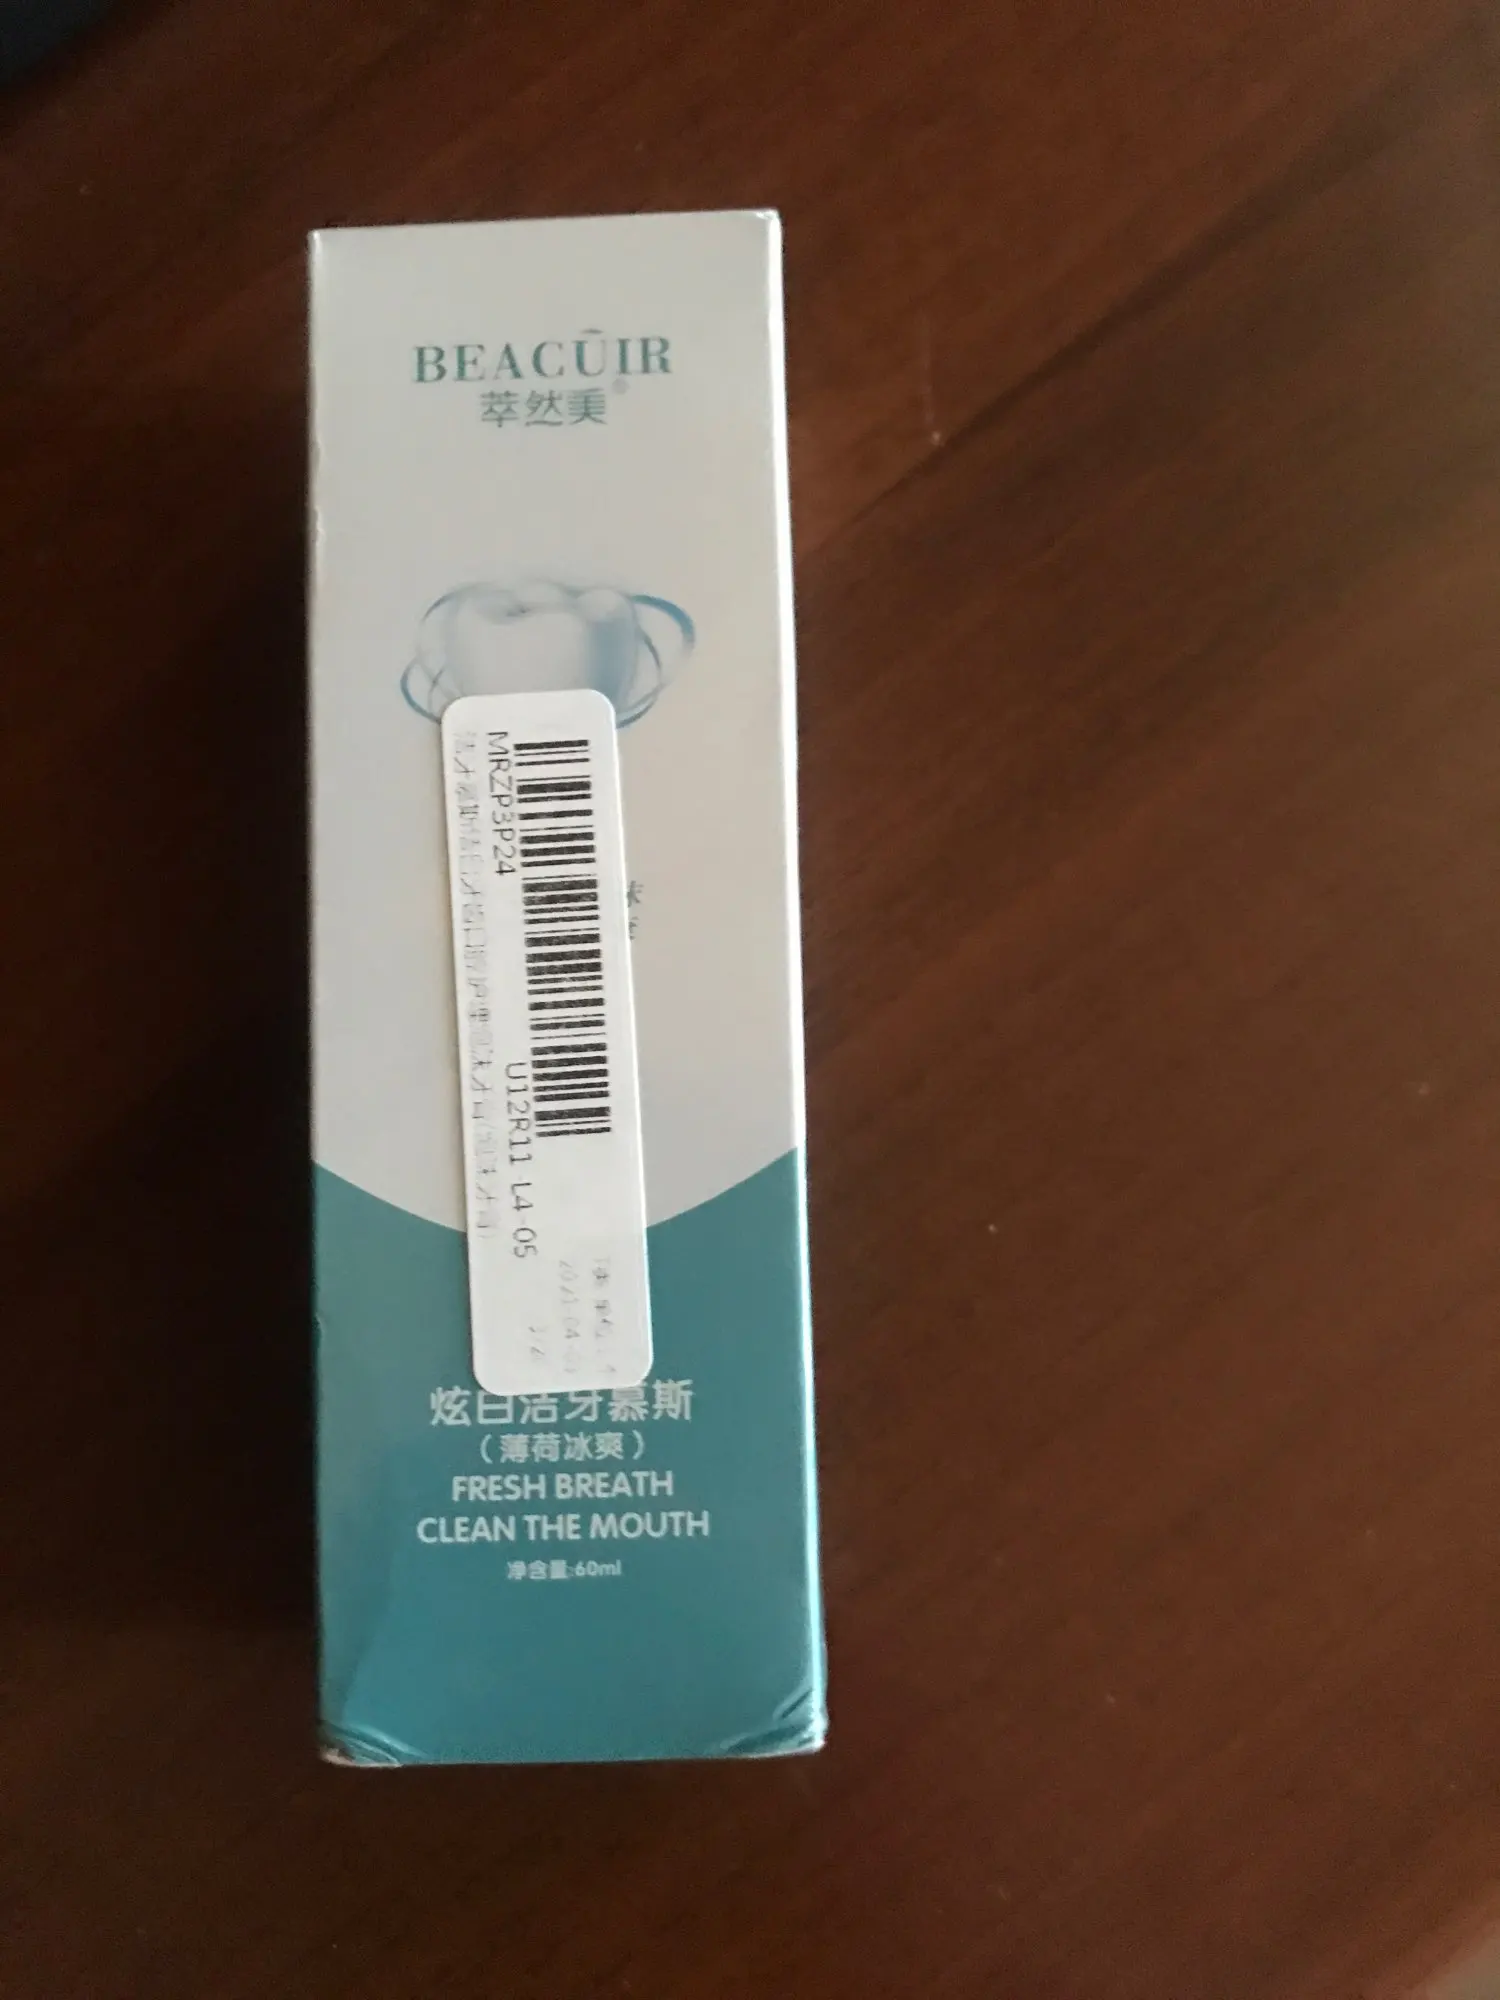 BEACŪIR
萃然美®
MRZP3P24
U12R11 L4-05
炫白洁牙慕斯
（薄荷冰爽）
FRESH BREATH
CLEAN THE MOUTH
净含量:60ml